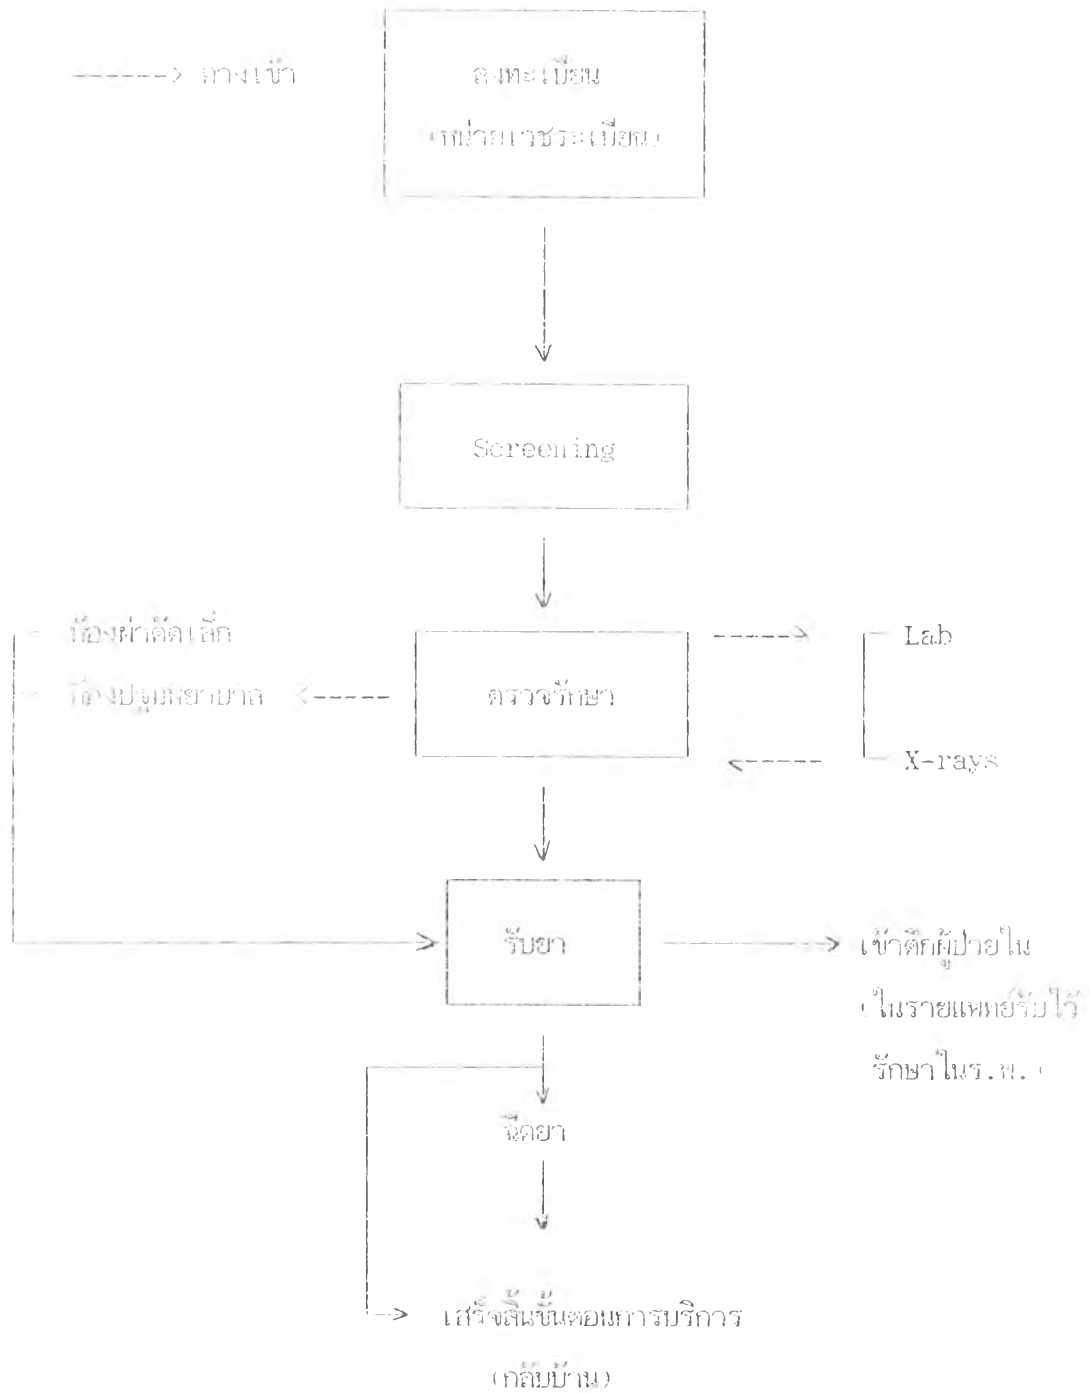 ทางเข้า
ลงทะเบียน
(หน่วยเวชระเบียน)
Screening
ห้องผ่าตัดเล็ก
ห้องปฐมพยาบาล
ตรวจรักษา
Lab
X-rays
รับยา
เข้าตึกผู้ป่วยใน
(ในรายแพทย์รับไว้
รักษาในร.พ.)
ฉีดยา
เสร็จสิ้นขั้นตอนการบริการ
(กลับบ้าน)